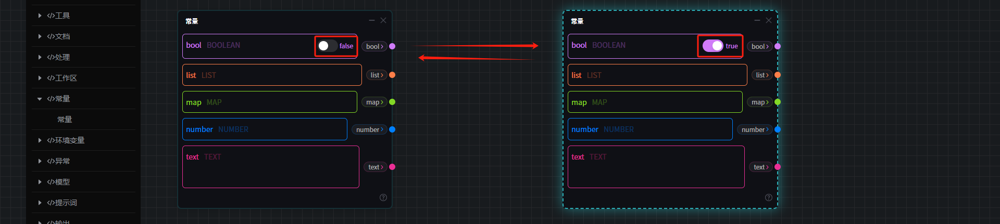 工具
文档
处理
工作区
常量
常量
环境变量
异常
模型
提示词
输出
常量
bool BOOLEAN false bool
list LIST list
map MAP map
number NUMBER number
text TEXT text
常量
bool BOOLEAN true bool
list LIST list
map MAP map
number NUMBER number
text TEXT text